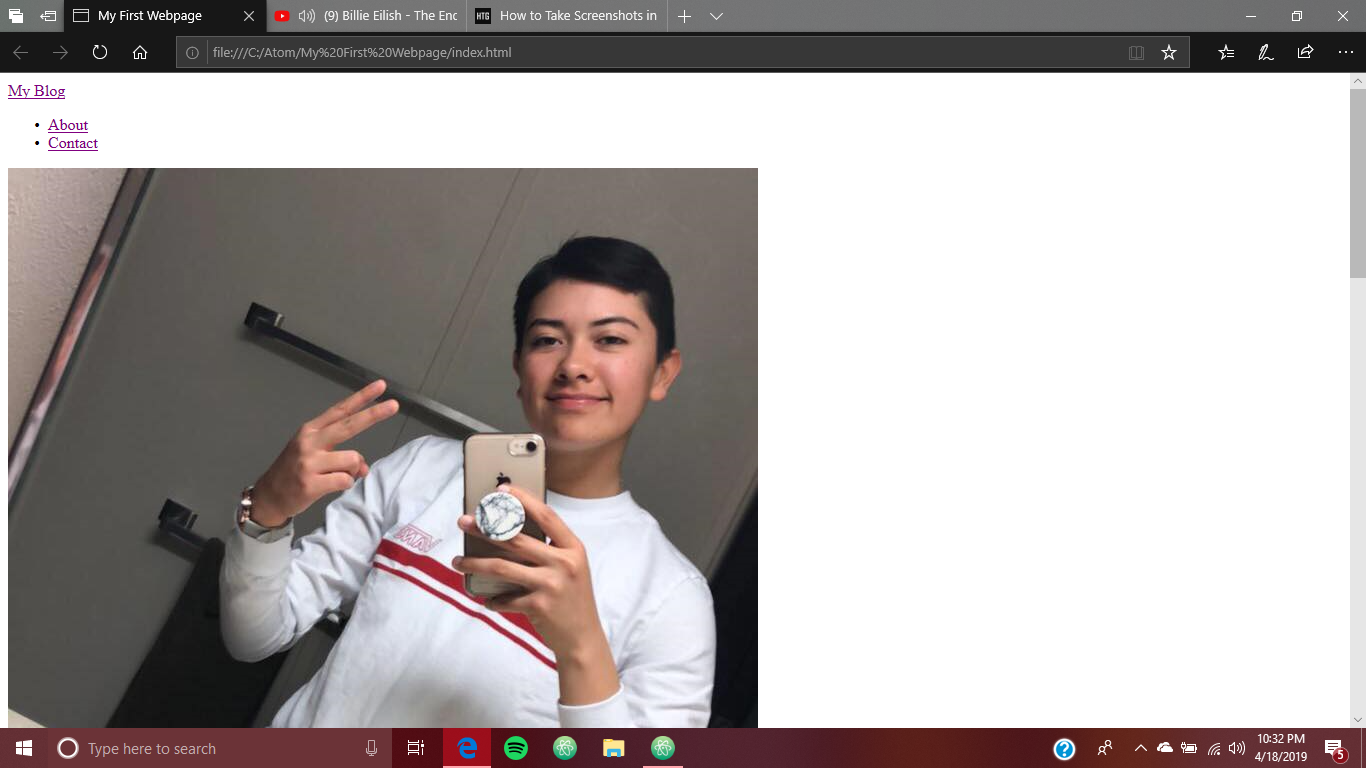 My First Webpage
(9) Billie Eilish - The Enc
HTG
How to Take Screenshots in
file:///C:/Atom/My%20First%20Webpage/index.html
My Blog
• About
• Contact
Type here to search
10:32 PM
4/18/2019
5